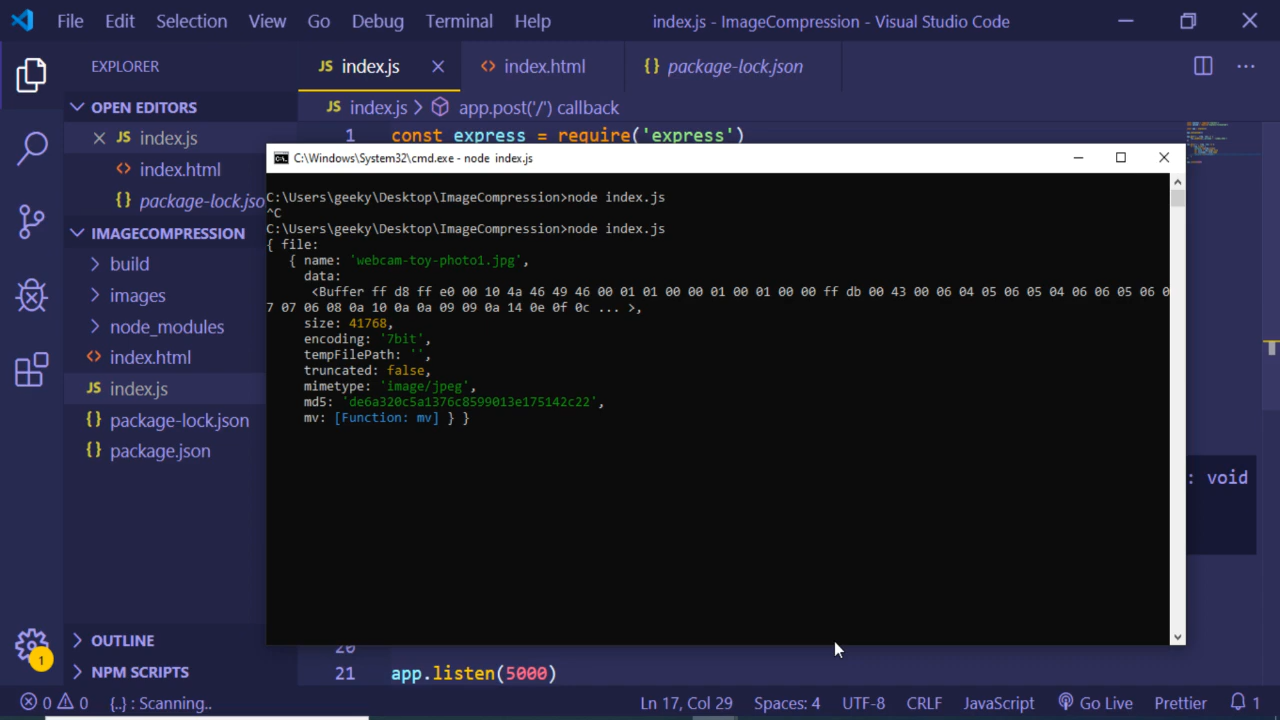 File Edit Selection View Go Debug Terminal Help index.js - ImageCompression - Visual Studio Code
EXPLORER
JS index.js
<> index.html
{} package-lock.json
OPEN EDITORS
JS index.js > app.post('/') callback
JS index.js
1 const express = require('express')
<> index.html
{} package-lock.jso
IMAGECOMPRESSION
build
images
node_modules
<> index.html
JS index.js
{} package-lock.json
{} package.json
OUTLINE
NPM SCRIPTS
C:\Windows\System32\cmd.exe - node index.js
C:\Users\geeky\Desktop\ImageCompression>node index.js
^C
C:\Users\geeky\Desktop\ImageCompression>node index.js
{ file:
{ name: 'webcam-toy-photo1.jpg',
data:
<Buffer ff d8 ff e0 00 10 4a 46 49 46 00 01 01 00 00 01 00 01 00 00 ff db 00 43 00 06 04 05 06 05 04 06 06 05 06 0
7 07 06 08 0a 10 0a 0a 09 09 0a 14 0e 0f 0c ... >,
size: 41768,
encoding: '7bit',
tempFilePath: '',
truncated: false,
mimetype: 'image/jpeg',
md5: 'de6a320c5a1376c8599013e175142c22',
mv: [Function: mv] } }
: void
20
21 app.listen(5000)
1
0 0 {..} : Scanning.. Ln 17, Col 29 Spaces: 4 UTF-8 CRLF JavaScript Go Live Prettier 1